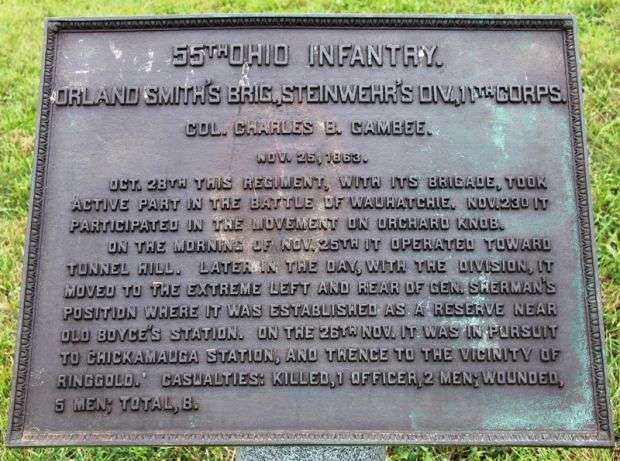 55TH OHIO INFANTRY.
ORLAND SMITH'S BRIG., STEINWEHR'S DIV., 11TH CORPS.
COL. CHARLES B. GAMBEE.
NOV. 25, 1863.
OCT. 28TH THIS REGIMENT, WITH ITS BRIGADE, TOOK
ACTIVE PART IN THE BATTLE OF WAUHATCHIE. NOV. 23D IT
PARTICIPATED IN THE MOVEMENT ON ORCHARD KNOB.
ON THE MORNING OF NOV. 25TH IT OPERATED TOWARD
TUNNEL HILL. LATER IN THE DAY, WITH THE DIVISION, IT
MOVED TO THE EXTREME LEFT AND REAR OF GEN. SHERMAN'S
POSITION WHERE IT WAS ESTABLISHED AS A RESERVE NEAR
OLD BOYCE'S STATION. ON THE 26TH NOV. IT WAS IN PURSUIT
TO CHICKAMAUGA STATION, AND THENCE TO THE VICINITY OF
RINGGOLD. CASUALTIES: KILLED, 1 OFFICER, 2 MEN; WOUNDED,
5 MEN; TOTAL, 8.